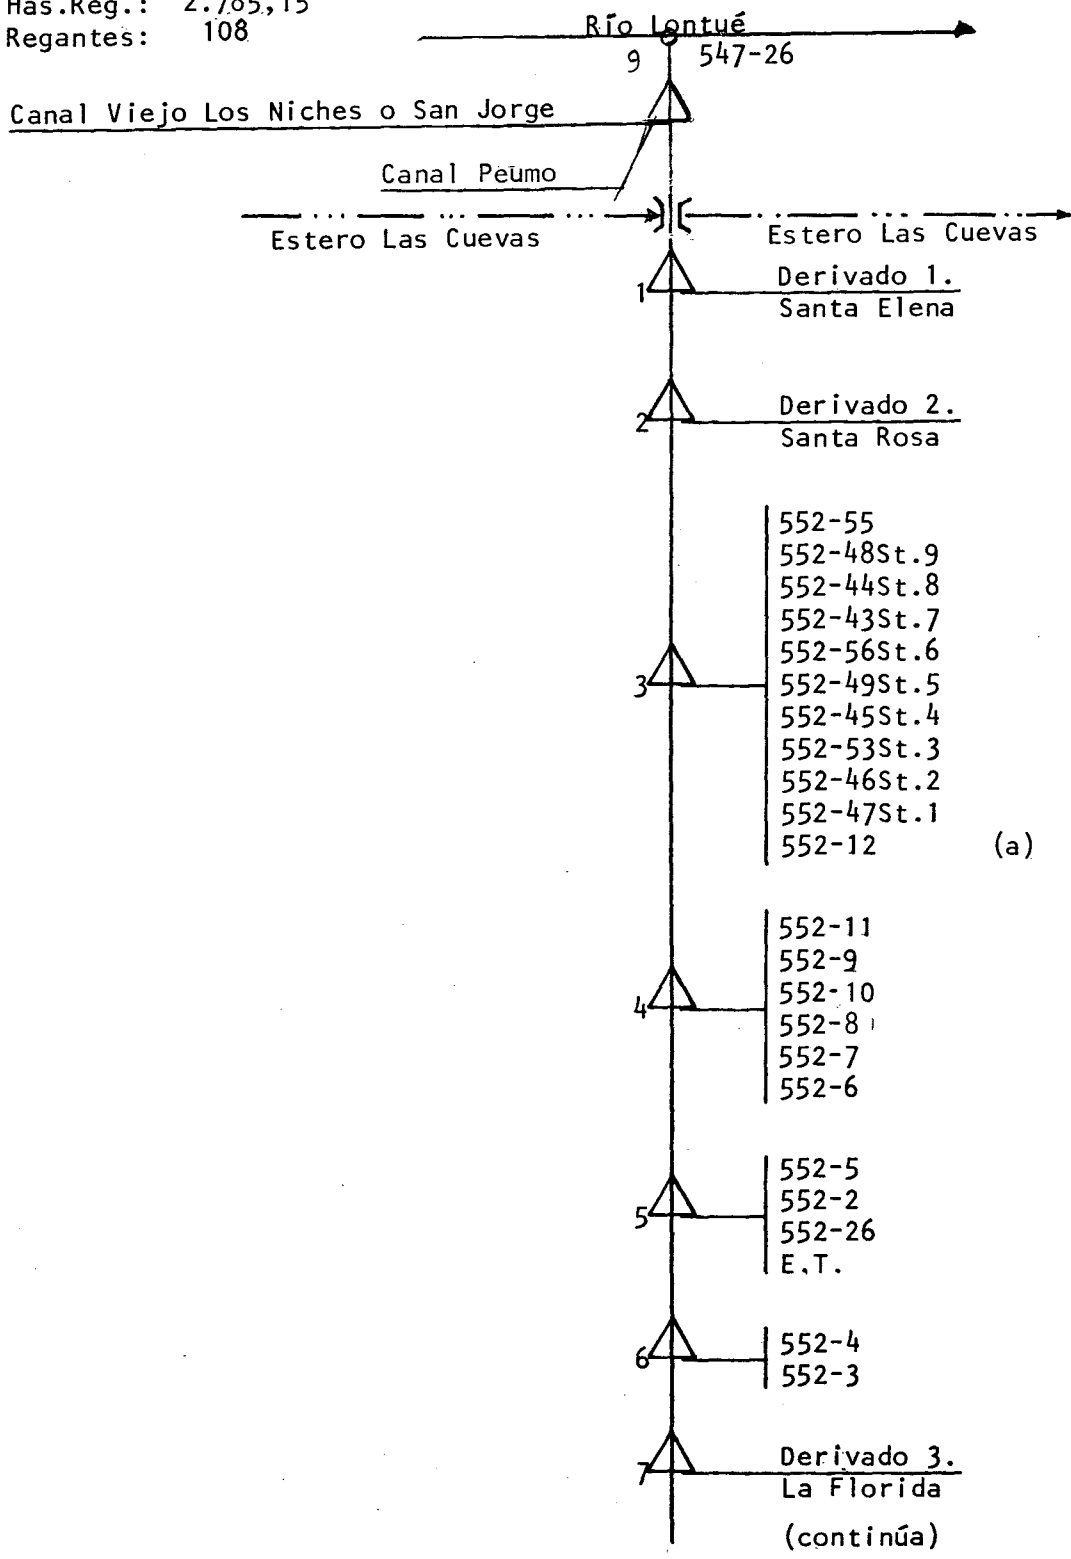 Has.Reg.: 2.785,15
Regantes: 108
Río Lontué
9 547-26
Canal Viejo Los Niches o San Jorge
Canal Peumo
Estero Las Cuevas Estero Las Cuevas
1 Derivado 1.
Santa Elena
2 Derivado 2.
Santa Rosa
552-55
552-48St.9
552-44St.8
552-43St.7
552-56St.6
3 552-49St.5
552-45St.4
552-53St.3
552-46St.2
552-47St.1
552-12 (a)
552-11
552-9
552-10
4 552-8
552-7
552-6
552-5
552-2
5 552-26
E.T.
552-4
6 552-3
7 Derivado 3.
La Florida
(continúa)